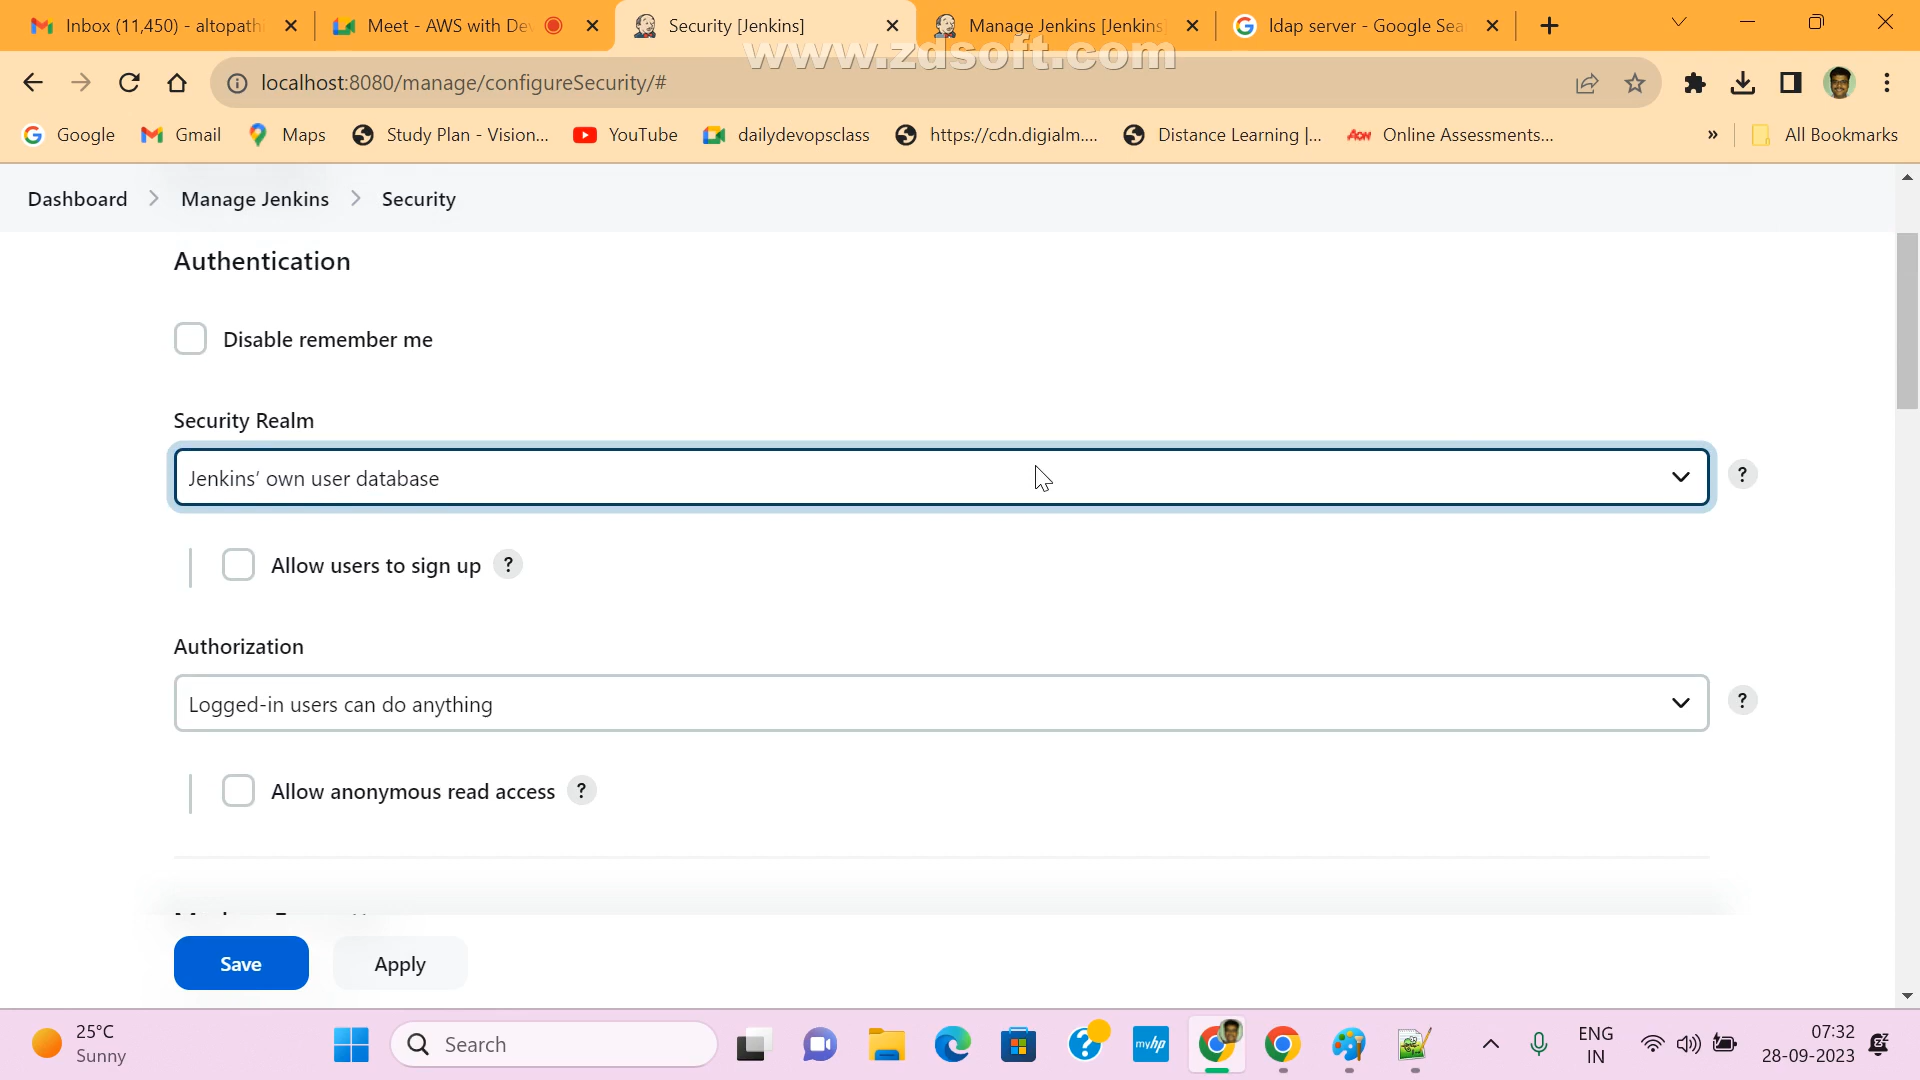 Inbox (11,450) - altopath
Meet - AWS with De
Security [Jenkins]
Manage Jenkins [Jenkins
ldap server - Google Sea
www.zdsoft.com
localhost:8080/manage/configureSecurity/#
Google
Gmail
Maps
Study Plan - Vision...
YouTube
dailydevopsclass
https://cdn.digialm....
Distance Learning |...
Aon
Online Assessments...
»
All Bookmarks
Dashboard
Manage Jenkins
Security
Authentication
Disable remember me
Security Realm
Jenkins’ own user database
?
Allow users to sign up ?
Authorization
Logged-in users can do anything
?
Allow anonymous read access ?
Save
Apply
25°C
Sunny
Search
myhp
ENG
IN
07:32
28-09-2023